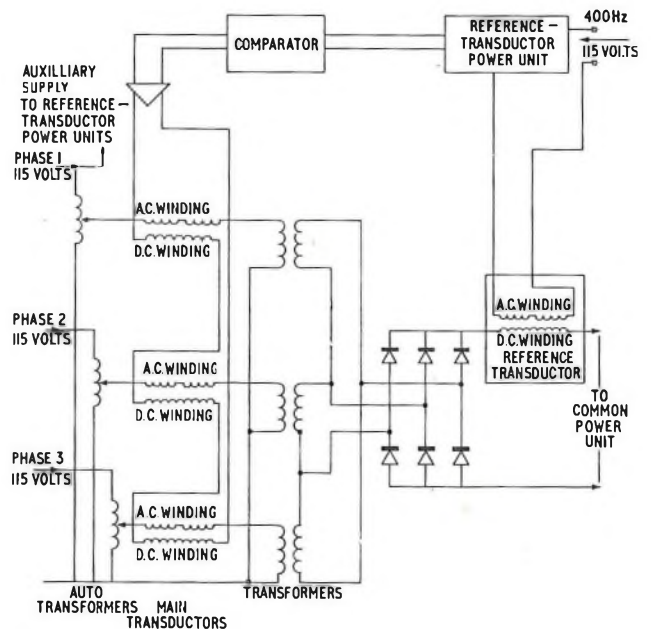 COMPARATOR
REFERENCE-
TRANSDUCTOR
POWER UNIT
400Hz
115 VOLTS
AUXILLIARY
SUPPLY
TO REFERENCE-
TRANSDUCTOR
POWER UNITS
PHASE 1
115 VOLTS
A.C. WINDING
D.C. WINDING
PHASE 2
115 VOLTS
A.C. WINDING
D.C. WINDING
PHASE 3
115 VOLTS
A.C. WINDING
D.C. WINDING
A.C. WINDING
D.C. WINDING
REFERENCE
TRANSDUCTOR
TO
COMMON
POWER
UNIT
AUTO
TRANSFORMERS
MAIN
TRANSDUCTORS
TRANSFORMERS